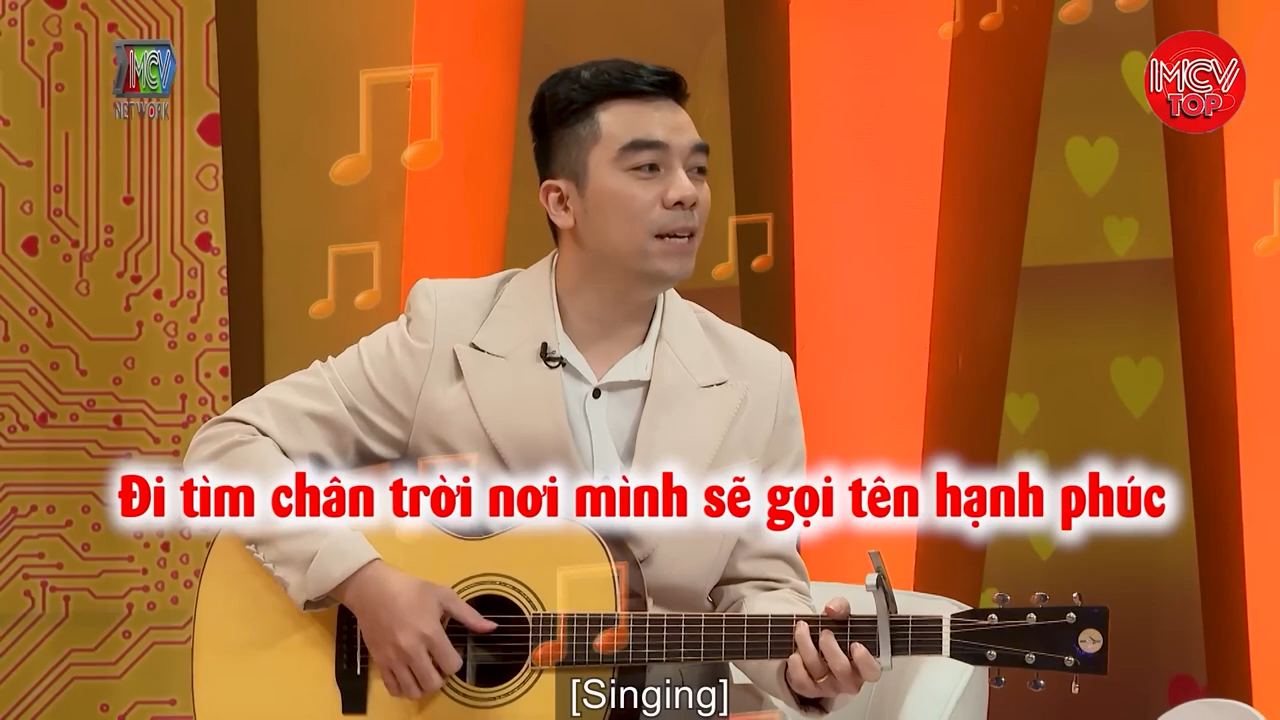 MCV
NETWORK
MCV
TOP
Đi tìm chân trời nơi mình sẽ gọi tên hạnh phúc
[Singing]